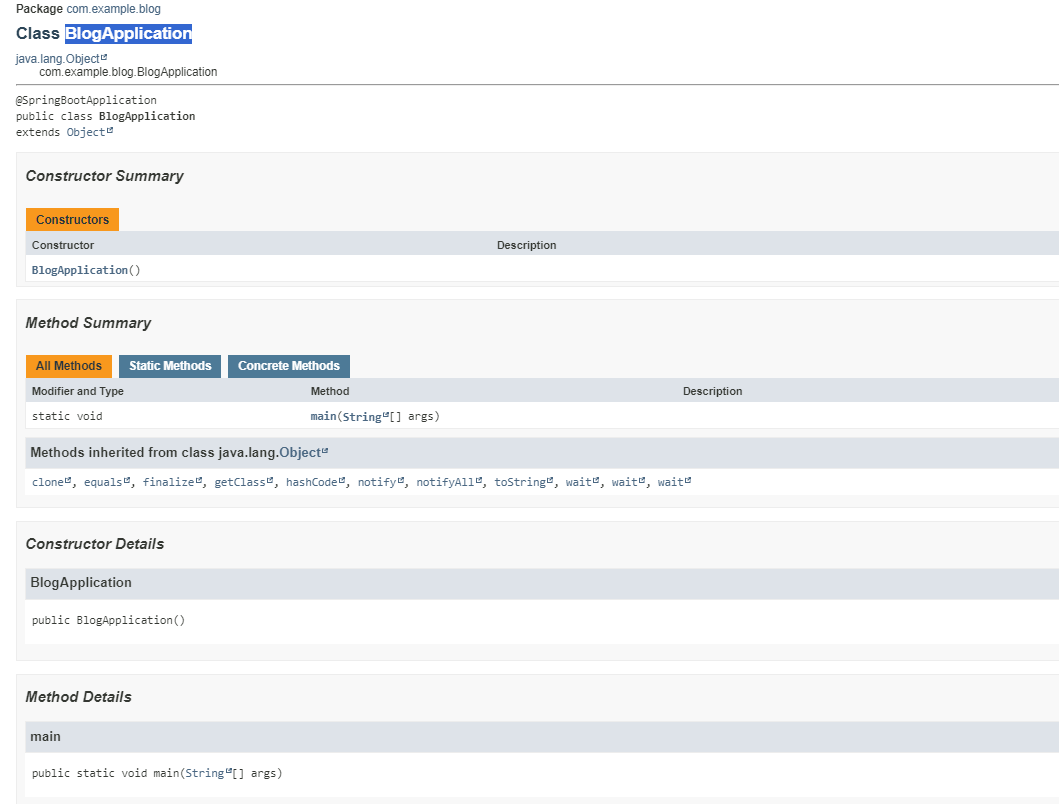 Package com.example.blog
Class BlogApplication
java.lang.Object
com.example.blog.BlogApplication
@SpringBootApplication
public class BlogApplication
extends Object
Constructor Summary
Constructors
Constructor Description
BlogApplication()
Method Summary
All Methods Static Methods Concrete Methods
Modifier and Type Method Description
static void main(String[] args)
Methods inherited from class java.lang.Object
clone, equals, finalize, getClass, hashCode, notify, notifyAll, toString, wait, wait, wait
Constructor Details
BlogApplication
public BlogApplication()
Method Details
main
public static void main(String[] args)